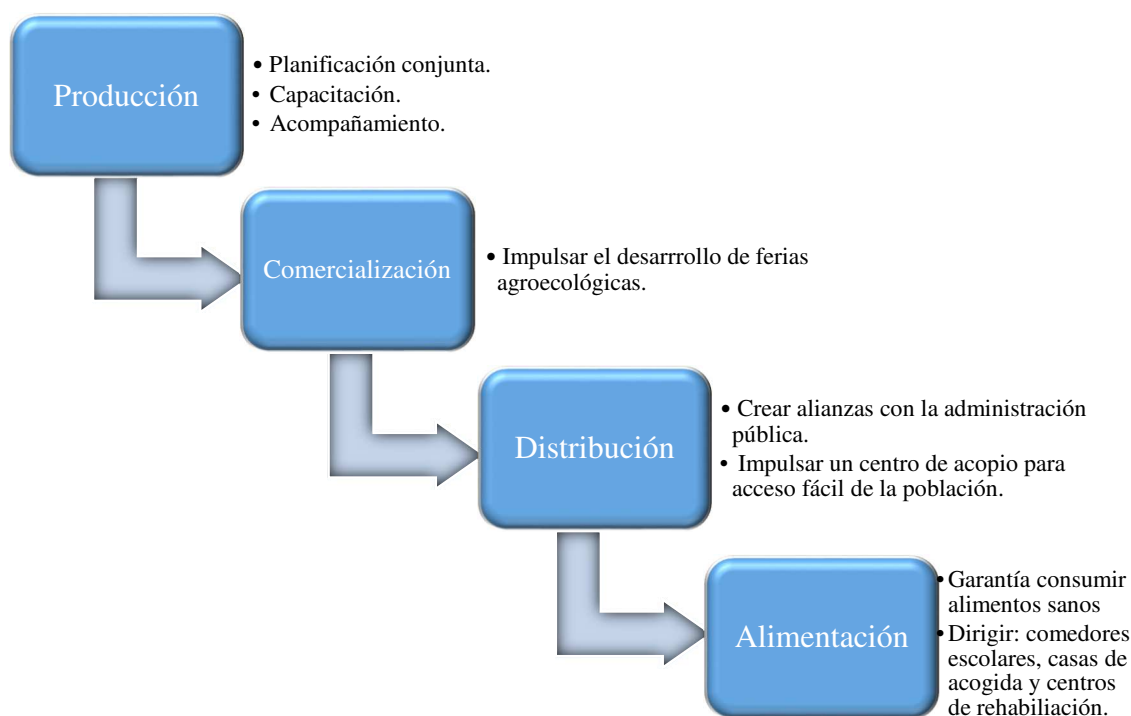 Producción
• Planificación conjunta.
• Capacitación.
• Acompañamiento.
Comercialización
• Impulsar el desarrrollo de ferias
agroecológicas.
Distribución
• Crear alianzas con la administración
pública.
• Impulsar un centro de acopio para
acceso fácil de la población.
Alimentación
• Garantía consumir
alimentos sanos
• Dirigir: comedores
escolares, casas de
acogida y centros
de rehabiliación.